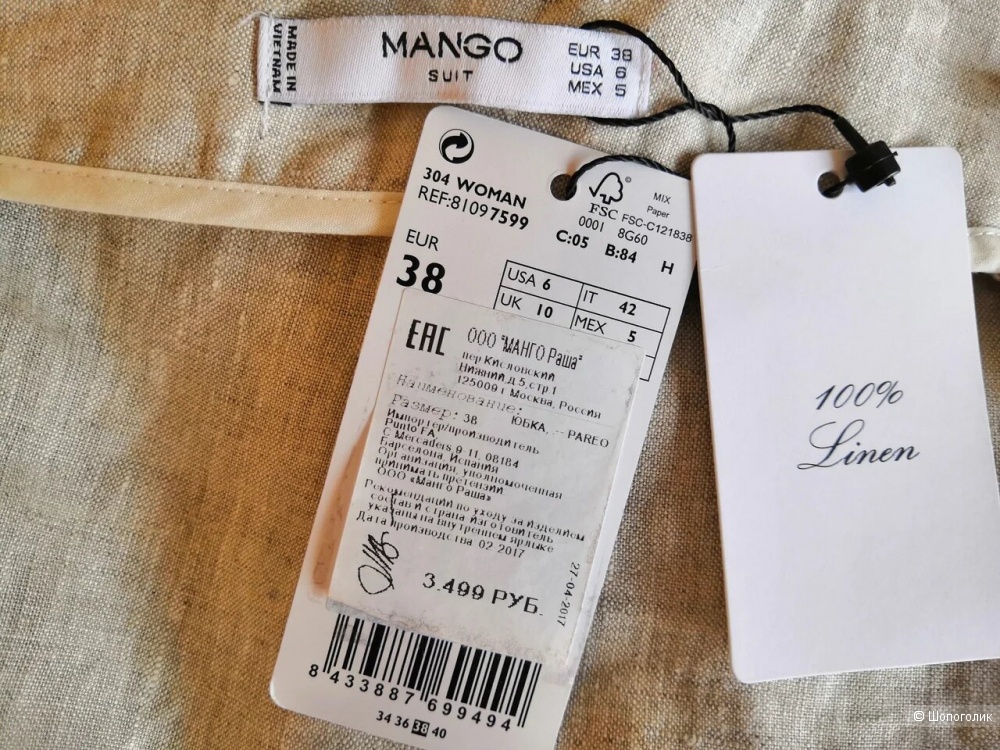 MADE IN
VIETNAM
MANGO
SUIT
EUR 38
USA 6
MEX 5
304 WOMAN
REF:81097599
FSC
MIX
Paper
FSC-C121838
0001 8G60
C:05 B:84 H
EUR
38
USA 6 IT 42
UK 10 MEX 5
EAC
ООО "МАНГО Раша"
пер Кисловский
Нижний д 5, стр 1
125009 г Москва, Россия
Наименование:
Размер: 38 ЮБКА, -- PAREO
Импортер/производитель
Punto FA,
C Mercaders 9 11, 08184
Барселона, Испания
Организация, уполномоченная
принимать претензии
ООО «Манго Раша»
Рекомендации по уходу за изделием
состав и страна изготовитель
указаны на внутреннем ярлыке
Дата производства 02 2017
3.499 РУБ.
27-04-2017
8 433887 699494
34 36 38 40
100%
Linen
© Шопоголик